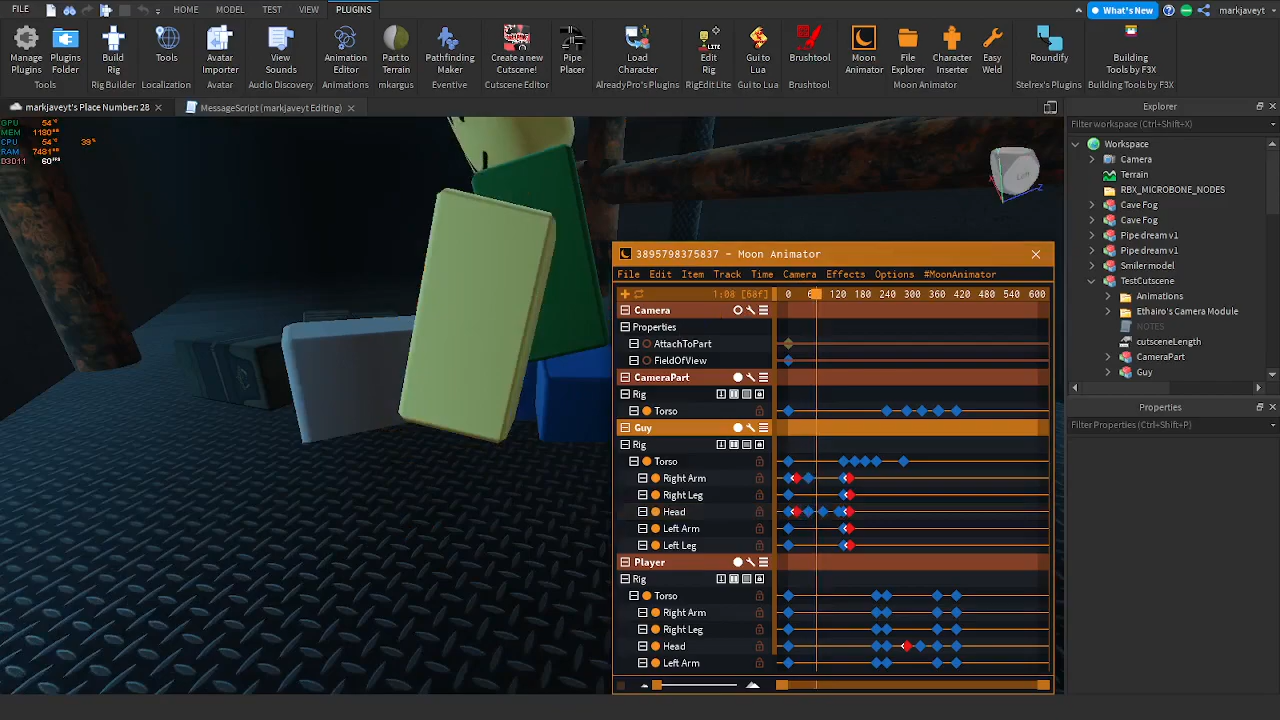 FILE HOME MODEL TEST VIEW PLUGINS What's New markjaveyt
Manage Plugins Plugins Folder Build Rig Tools Avatar Importer View Sounds Animation Editor Part to Terrain Pathfinding Maker Create a new Cutscene! Pipe Placer Load Character Edit Rig Gui to Lua Brushtool Moon Animator File Explorer Character Inserter Easy Weld Roundify Building Tools by F3X
Tools Rig Builder Localization Avatar Audio Discovery Animations mkargus Eventive Cutscene Editor AlreadyPro's Plugins RigEdit Lite Gui to Lua Brushtool Moon Animator Stelrex's Plugins Building Tools by F3X
markjaveyt's Place Number: 28 MessageScript (markjaveyt Editing)
GPU 54
MEM 1180
CPU 54 39
RAM 7481
D3D11 60
Left
X
Z
Explorer
Filter workspace (Ctrl+Shift+X)
Workspace
Camera
Terrain
RBX_MICROBONE_NODES
Cave Fog
Cave Fog
Pipe dream v1
Pipe dream v1
Smiler model
TestCutscene
Animations
Ethairo's Camera Module
NOTES
cutsceneLength
CameraPart
Guy
Properties
Filter Properties (Ctrl+Shift+P)
3895798375837 - Moon Animator
File Edit Item Track Time Camera Effects Options #MoonAnimator
1:08 [68f] 0 6 120 180 240 300 360 420 480 540 600
Camera
Properties
AttachToPart
FieldOfView
CameraPart
Rig
Torso
Guy
Rig
Torso
Right Arm
Right Leg
Head
Left Arm
Left Leg
Player
Rig
Torso
Right Arm
Right Leg
Head
Left Arm